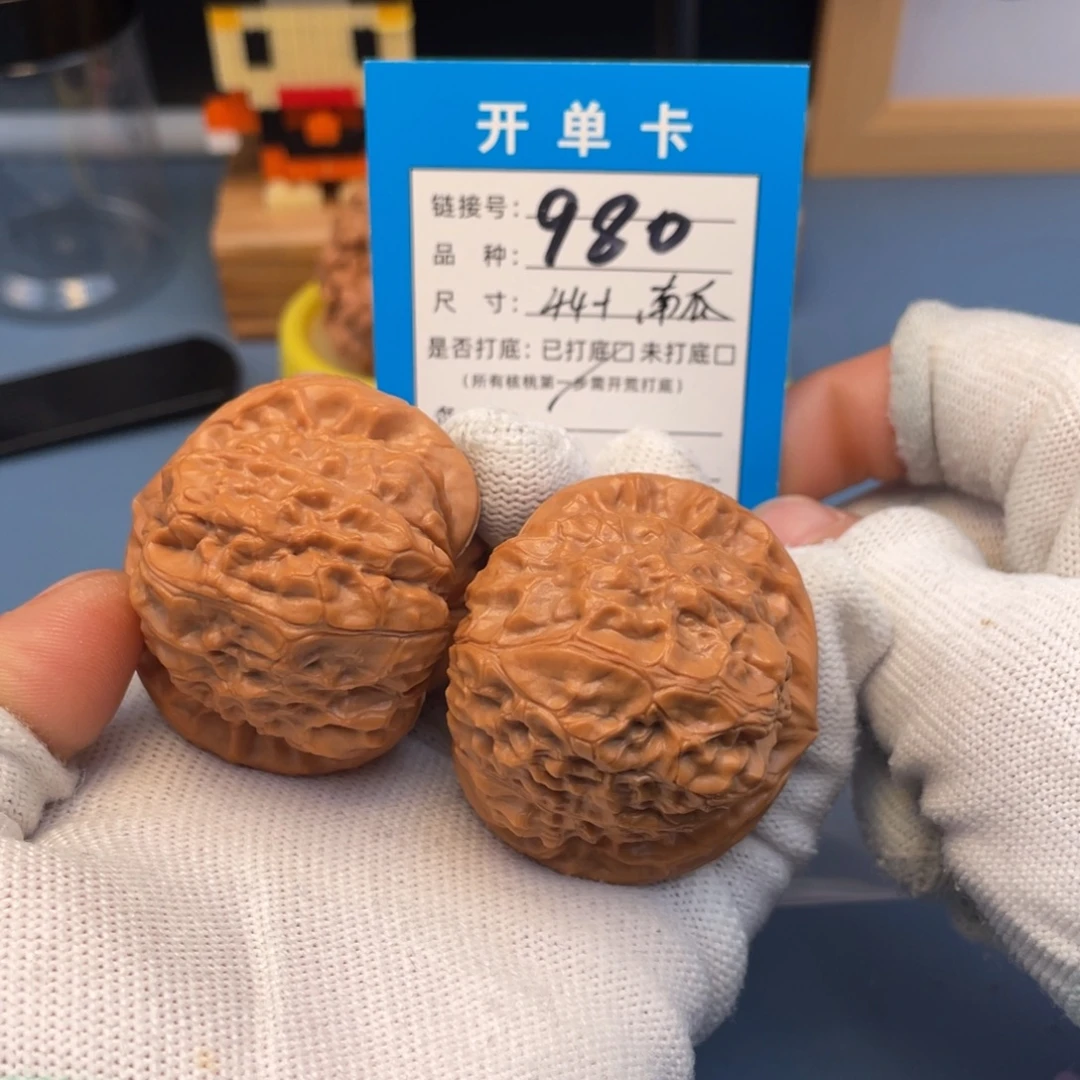 开单卡
链接号：980
品 种：
尺 寸：44+ 南瓜
是否打底：已打底☑ 未打底☐
（所有核桃第一步需开荒打底）